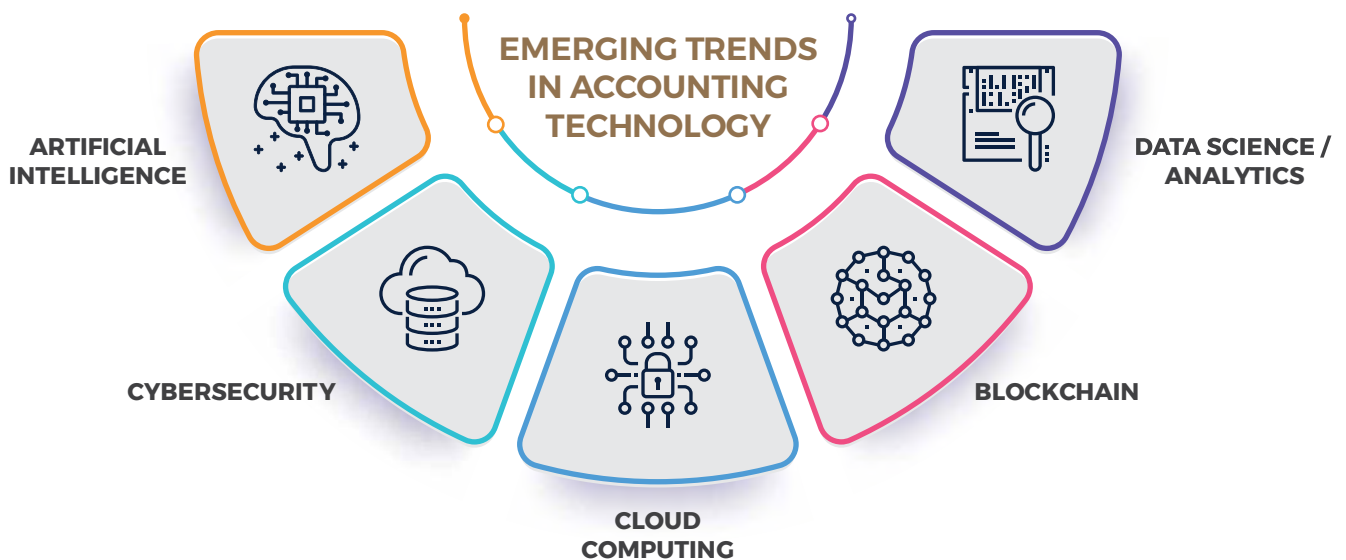 EMERGING TRENDS
IN ACCOUNTING
TECHNOLOGY
ARTIFICIAL
INTELLIGENCE
CYBERSECURITY
CLOUD
COMPUTING
BLOCKCHAIN
DATA SCIENCE /
ANALYTICS